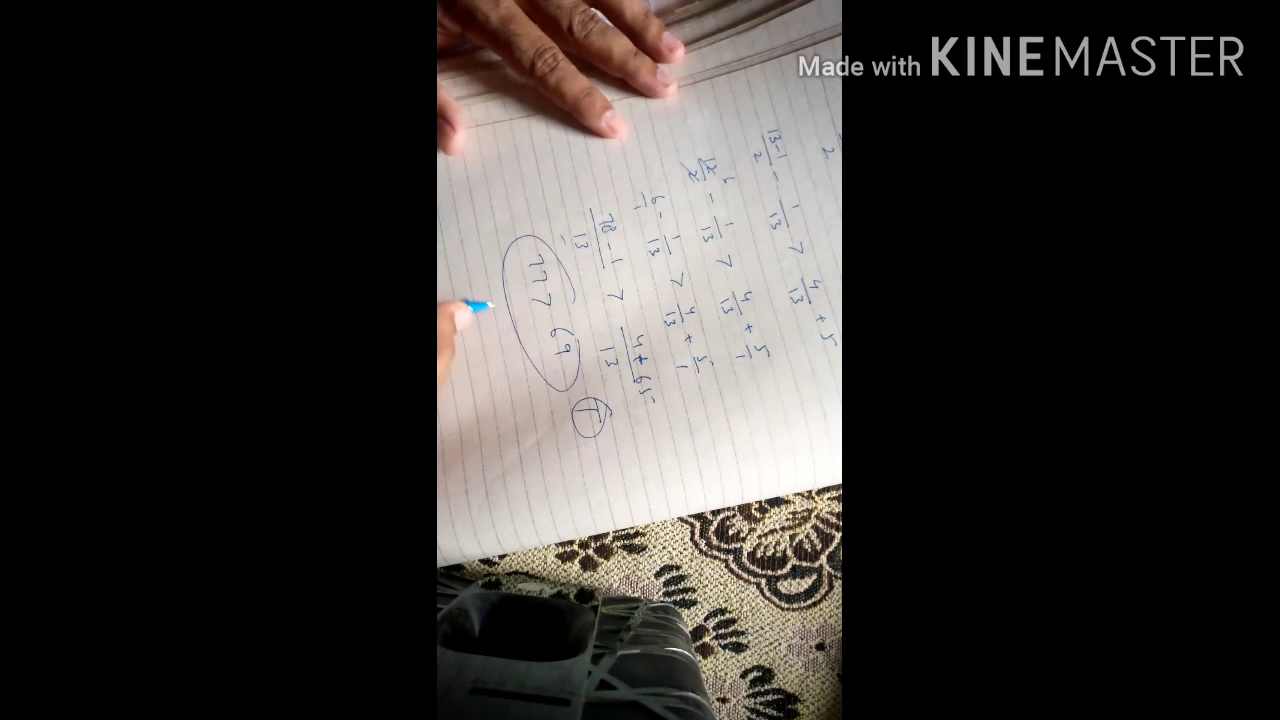 Made with KINEMASTER
2
13-1/2 - 1/13 > 4/13 + 5
12/2 - 1/13 > 4/13 + 5/1
6/1 - 1/13 > 4/13 + 5/1
78 - 1/13 > 4 + 65/13
77 > 69 T